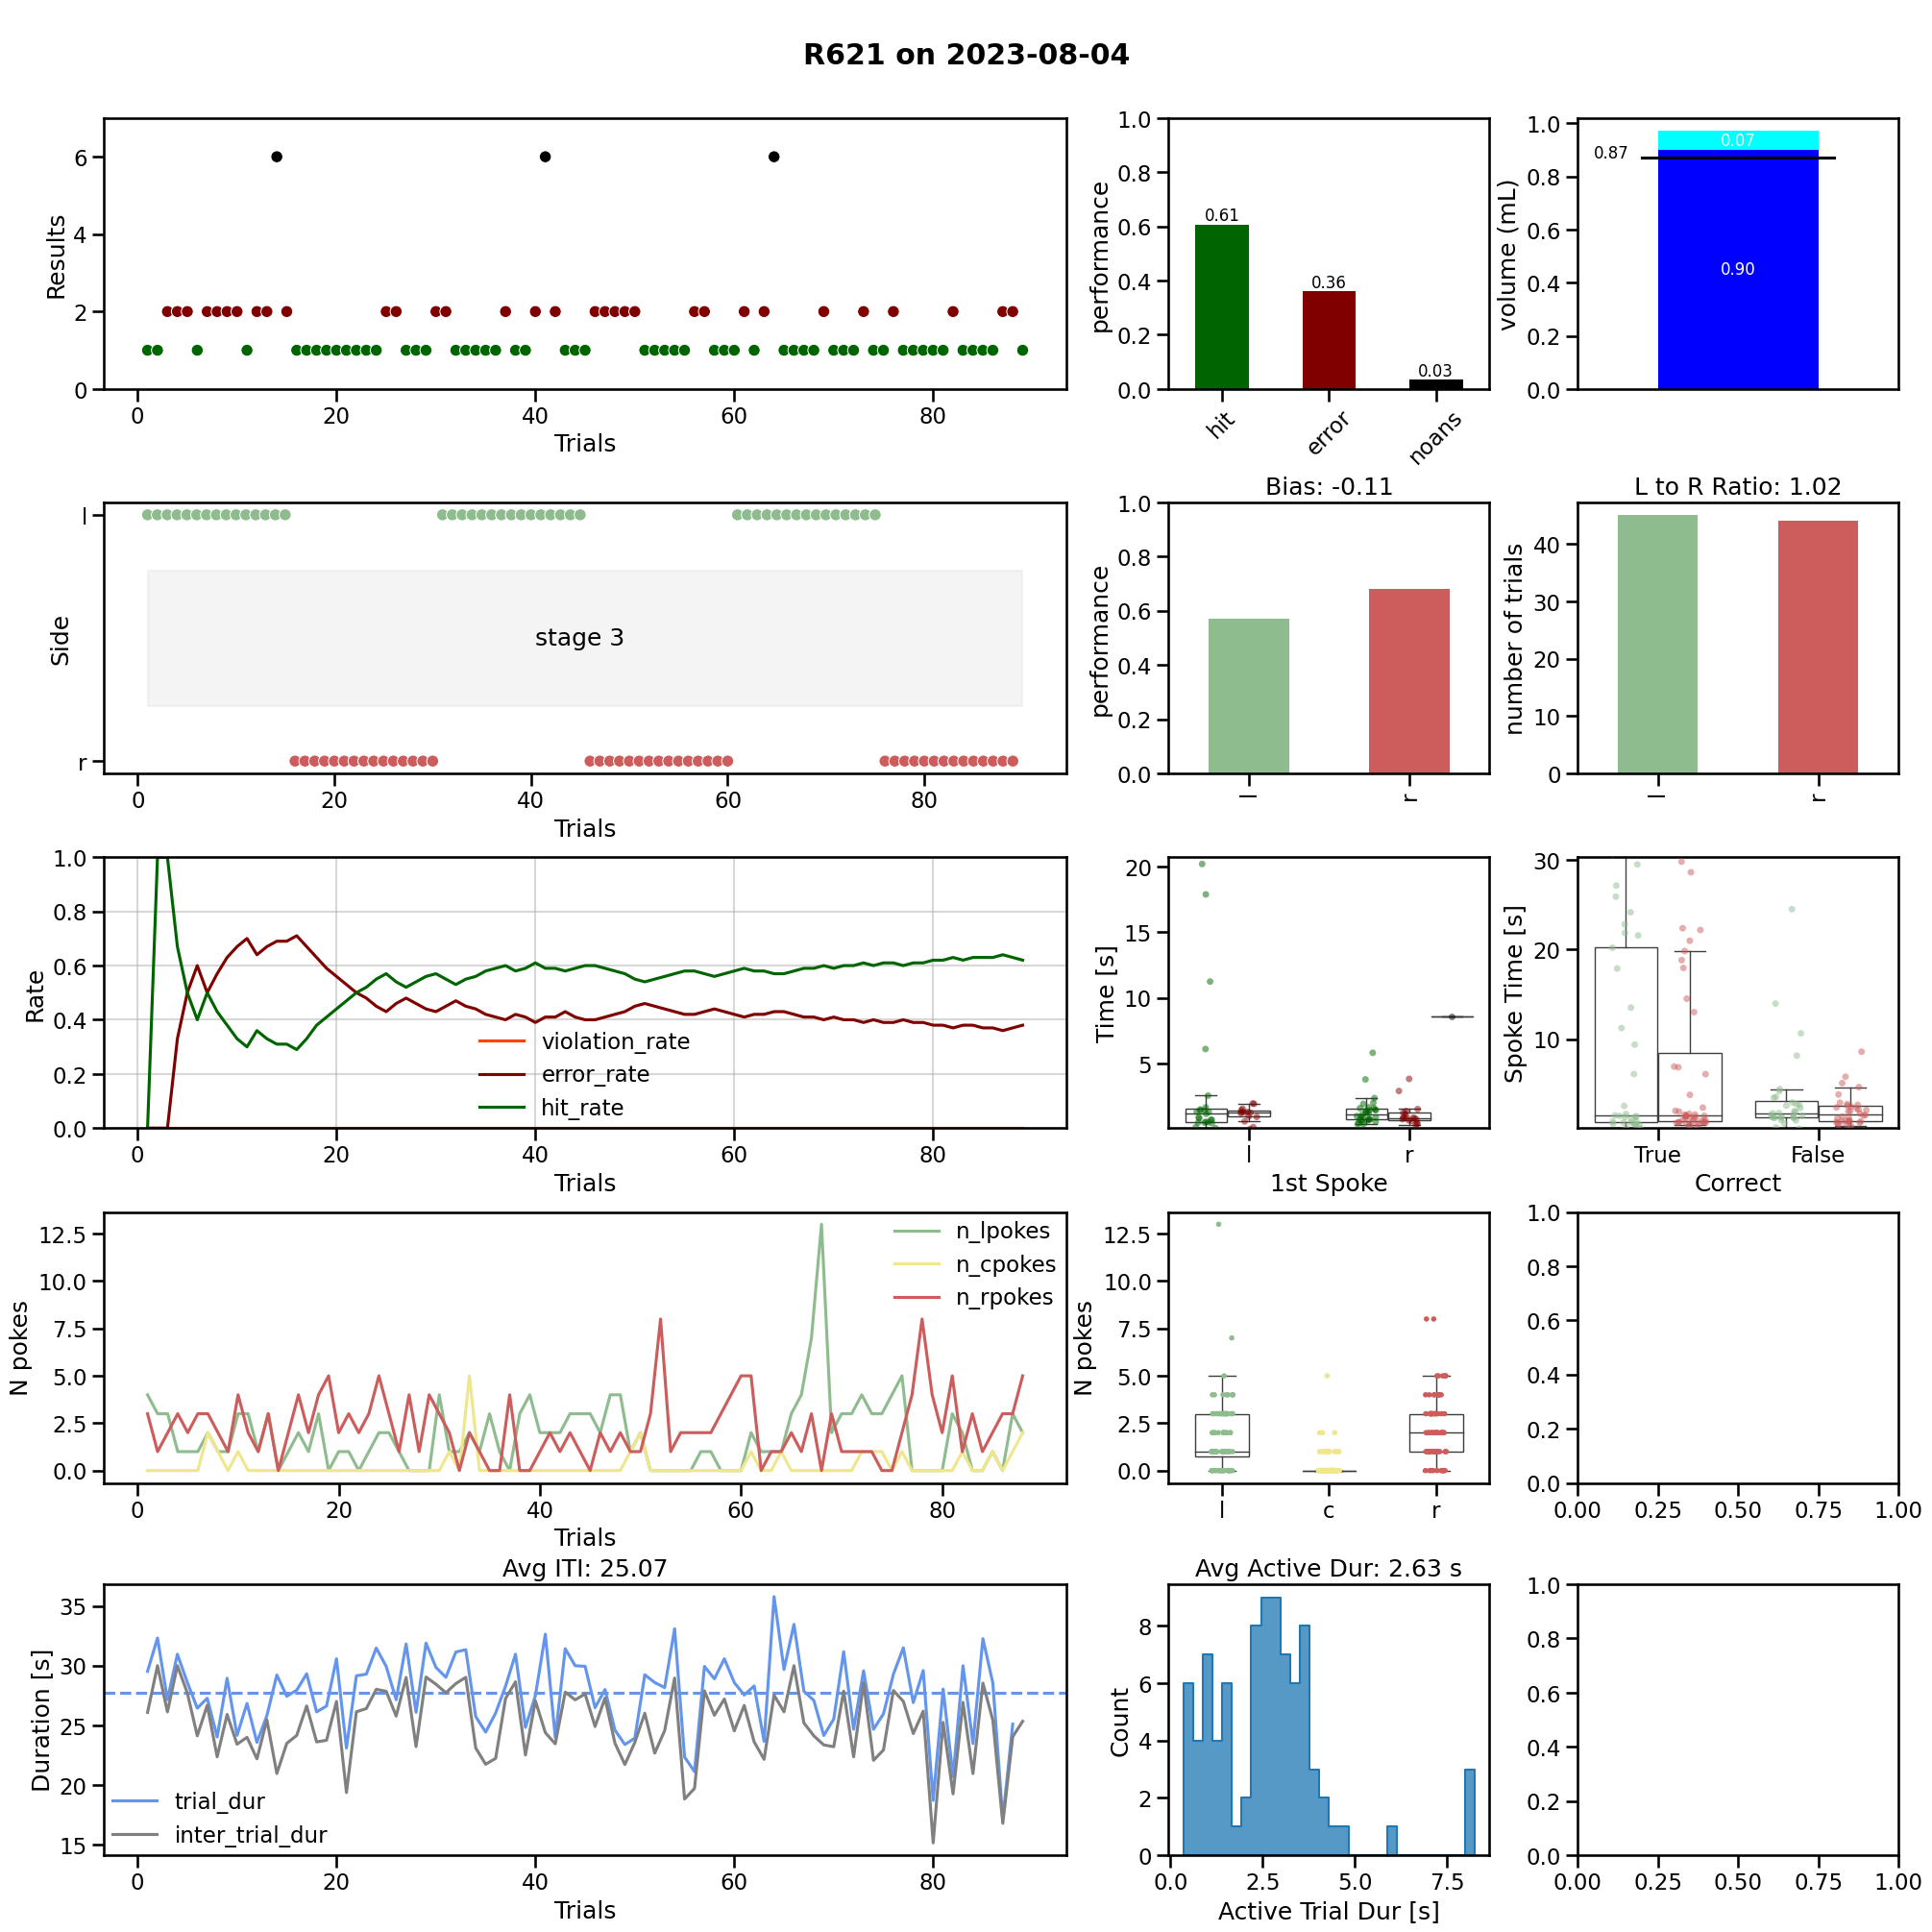 R621 on 2023-08-04
6
4
2
0
Results
0 20 40 60 80
Trials
1.0
0.8
0.6
0.4
0.2
0.0
performance
0.61
0.36
0.03
hit
error
noans
1.0
0.8
0.6
0.4
0.2
0.0
volume (mL)
0.87
0.07
0.90
l
r
Side
stage 3
0 20 40 60 80
Trials
Bias: -0.11
1.0
0.8
0.6
0.4
0.2
0.0
performance
l r
L to R Ratio: 1.02
40
30
20
10
0
number of trials
l r
1.0
0.8
0.6
0.4
0.2
0.0
Rate
violation_rate
error_rate
hit_rate
0 20 40 60 80
Trials
20
15
10
5
Time [s]
l r
1st Spoke
30
20
10
Spoke Time [s]
True False
Correct
12.5
10.0
7.5
5.0
2.5
0.0
N pokes
n_lpokes
n_cpokes
n_rpokes
0 20 40 60 80
Trials
12.5
10.0
7.5
5.0
2.5
0.0
N pokes
l c r
1.0
0.8
0.6
0.4
0.2
0.0
0.00 0.25 0.50 0.75 1.00
Avg ITI: 25.07
35
30
25
20
15
Duration [s]
trial_dur
inter_trial_dur
0 20 40 60 80
Trials
Avg Active Dur: 2.63 s
8
6
4
2
0
Count
0.0 2.5 5.0 7.5
Active Trial Dur [s]
1.0
0.8
0.6
0.4
0.2
0.0
0.00 0.25 0.50 0.75 1.00